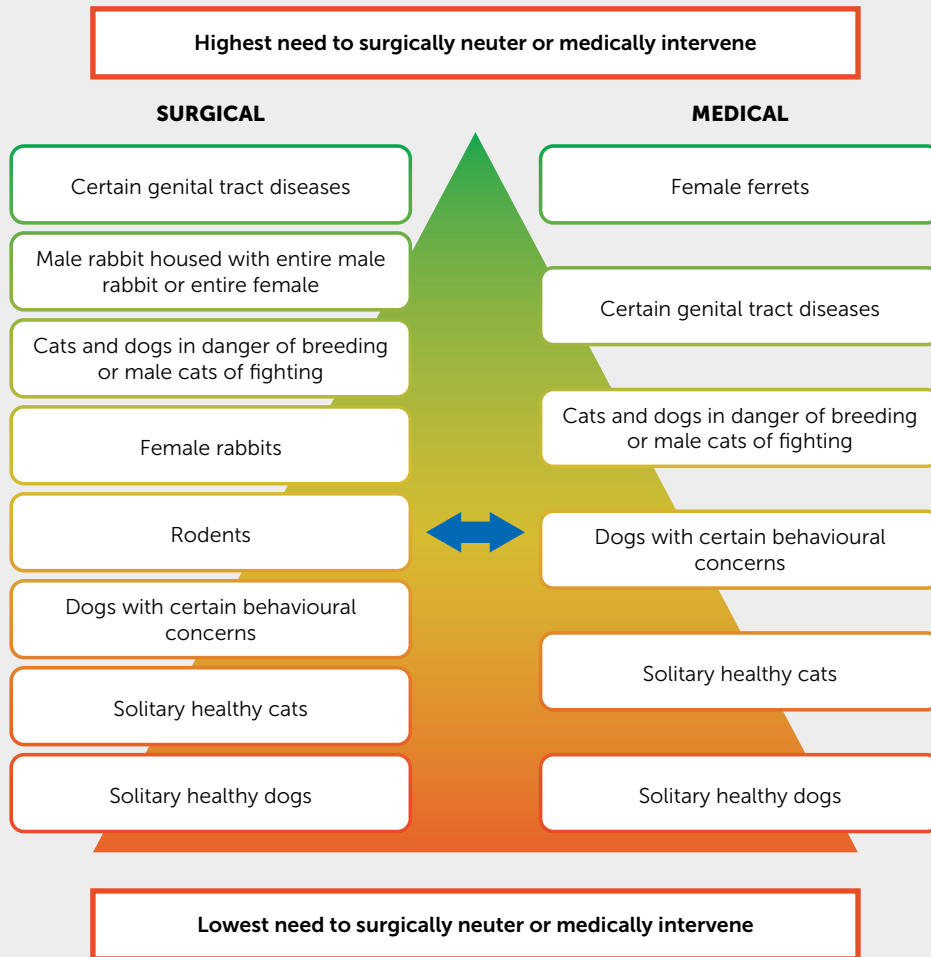 Highest need to surgically neuter or medically intervene
SURGICAL
Certain genital tract diseases
Male rabbit housed with entire male
rabbit or entire female
Cats and dogs in danger of breeding
or male cats of fighting
Female rabbits
Rodents
Dogs with certain behavioural
concerns
Solitary healthy cats
Solitary healthy dogs
MEDICAL
Female ferrets
Certain genital tract diseases
Cats and dogs in danger of breeding
or male cats of fighting
Dogs with certain behavioural
concerns
Solitary healthy cats
Solitary healthy dogs
Lowest need to surgically neuter or medically intervene